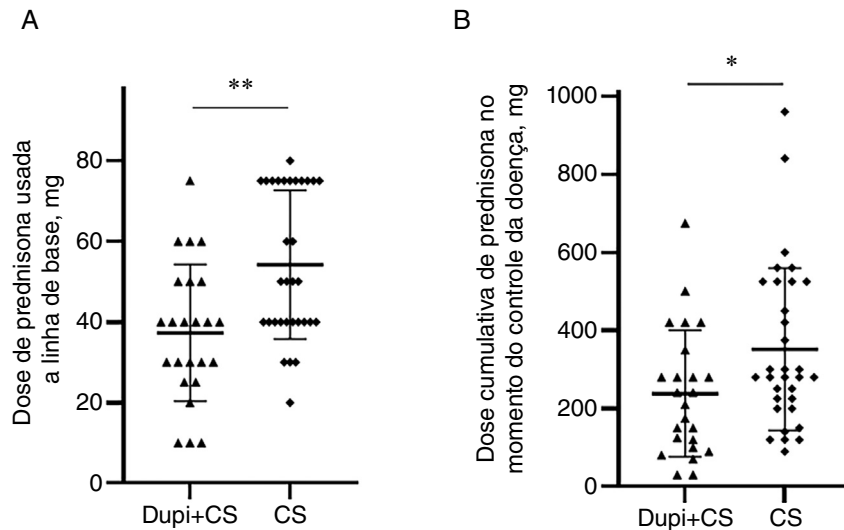 A
**
Dose de prednisona usada
a linha de base, mg
80
60
40
20
0
Dupi+CS
CS
B
*
Dose cumulativa de prednisona no
momento do controle da doença, mg
1000
800
600
400
200
0
Dupi+CS
CS